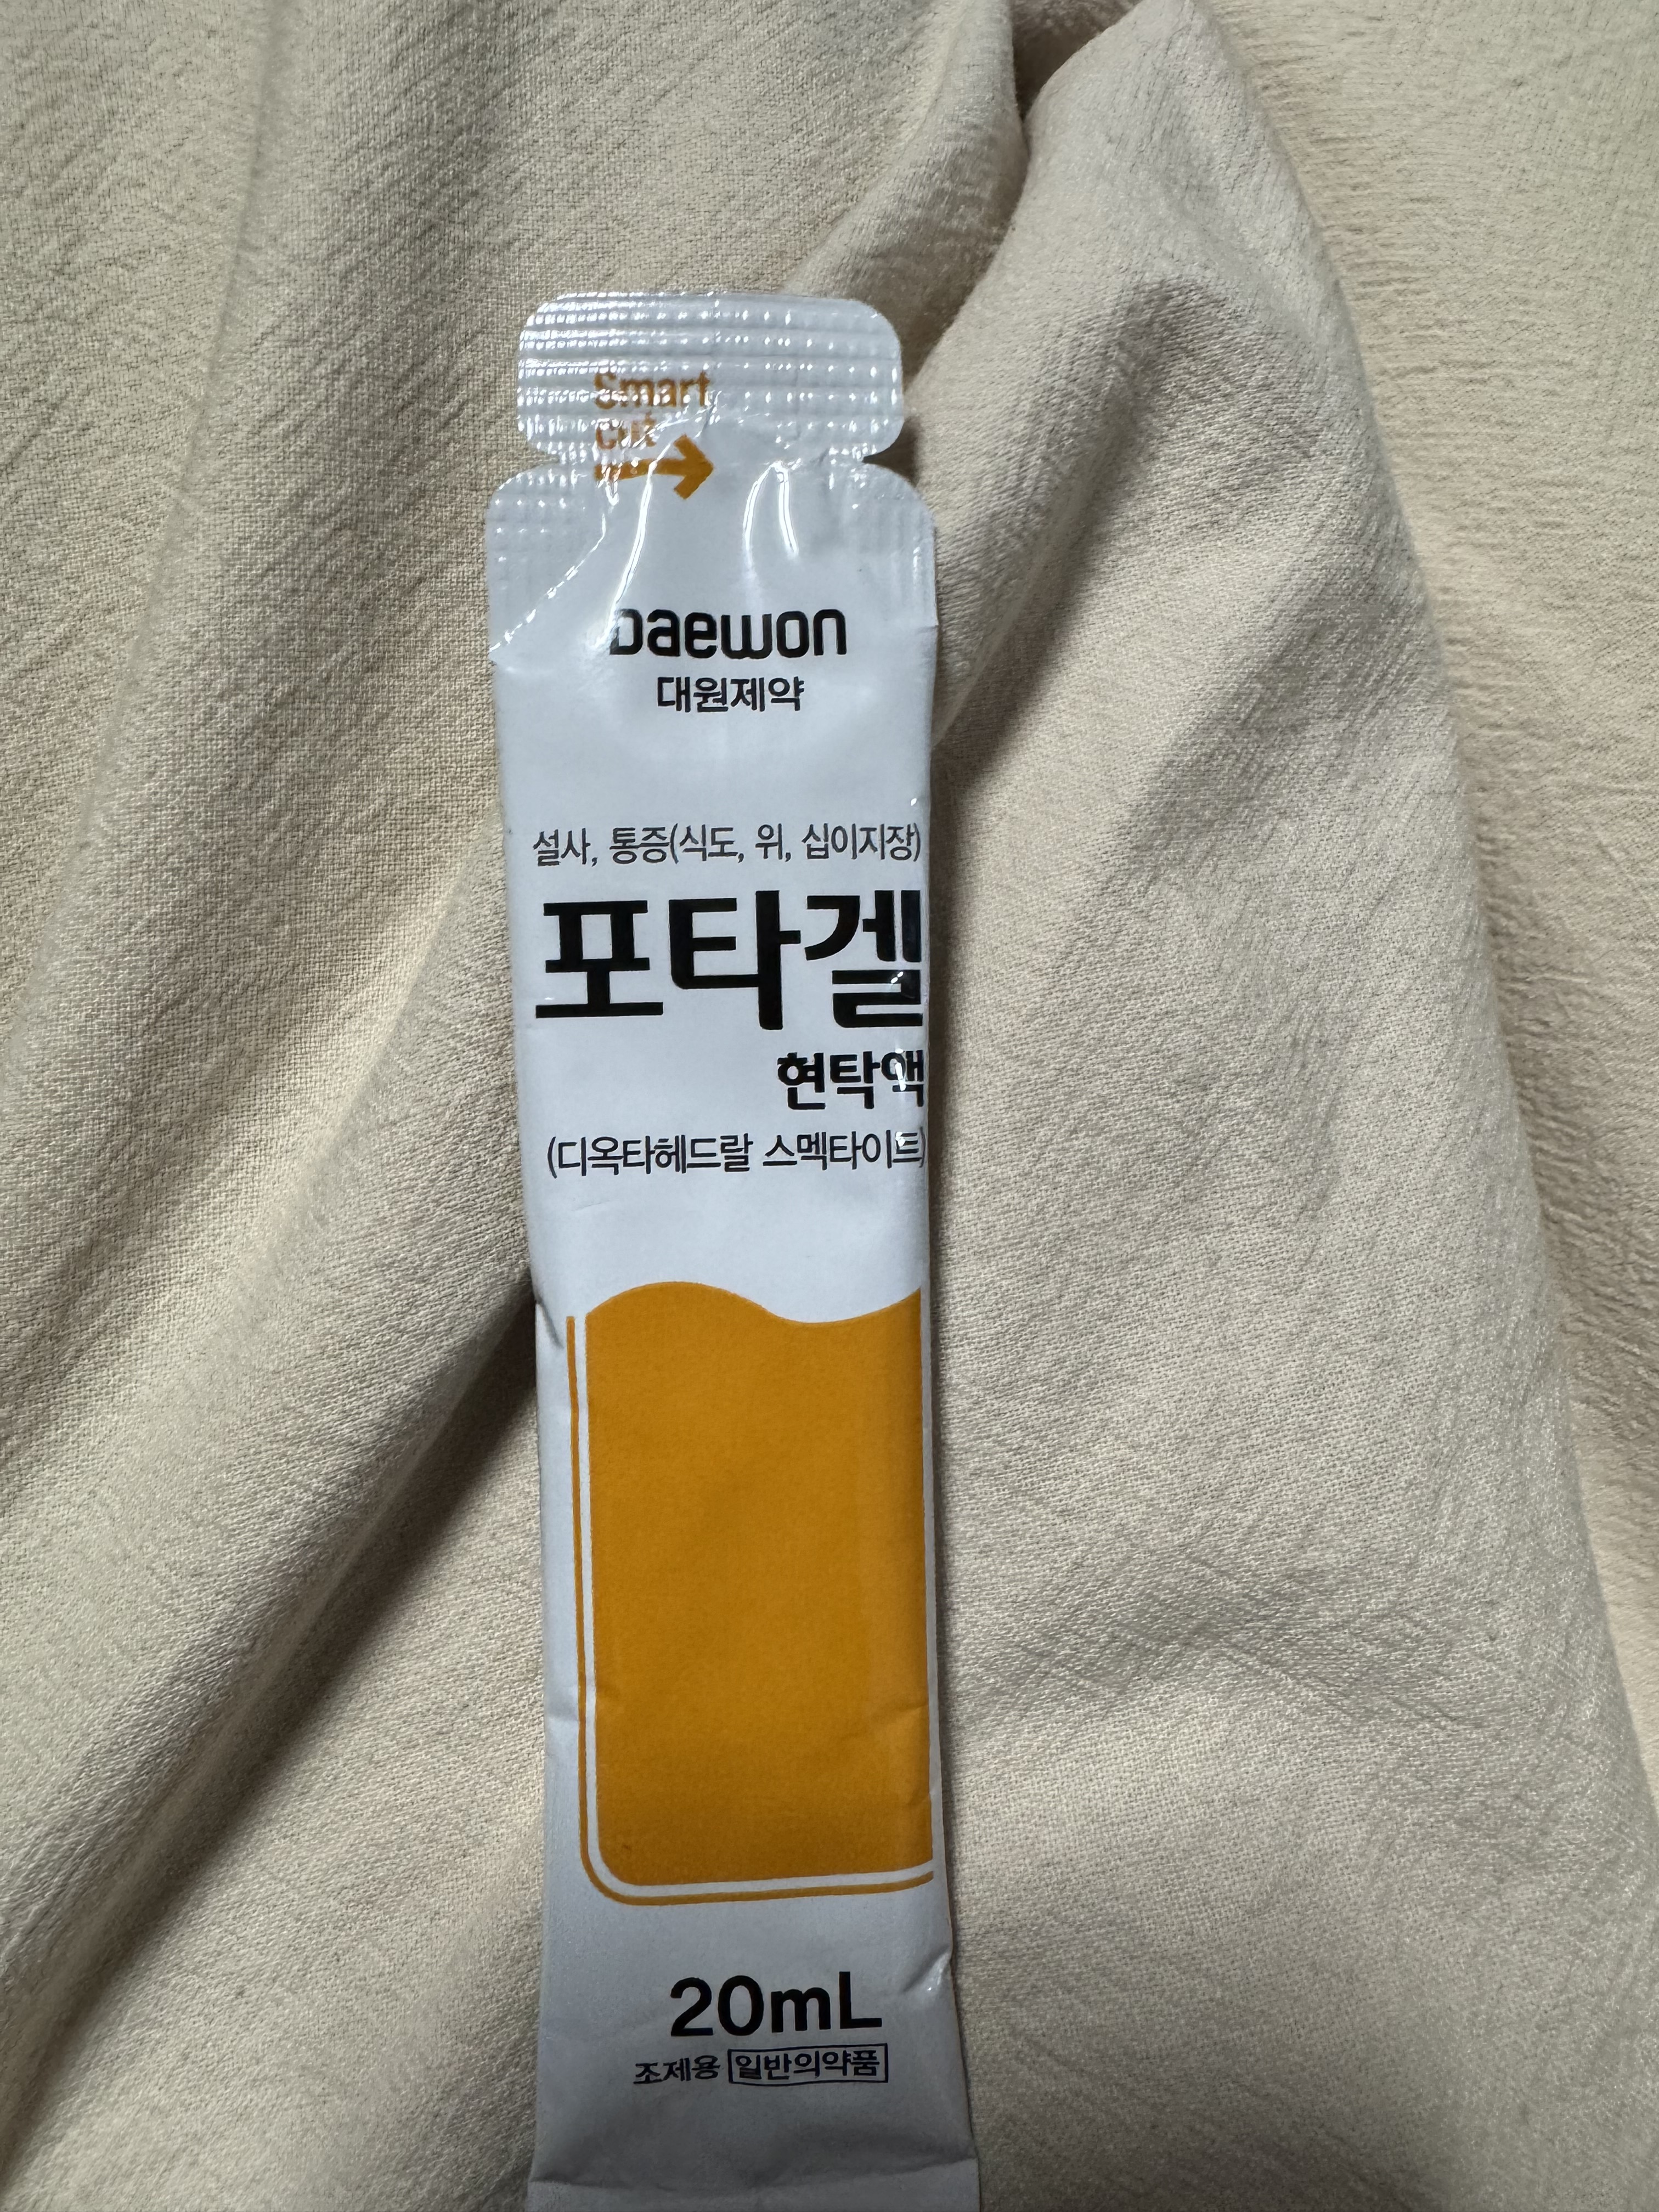 Smart
cut
Daewon
대원제약
설사, 통증(식도, 위, 십이지장)
포타겔
현탁액
(디옥타헤드랄 스멕타이트)
20mL
조제용 일반의약품